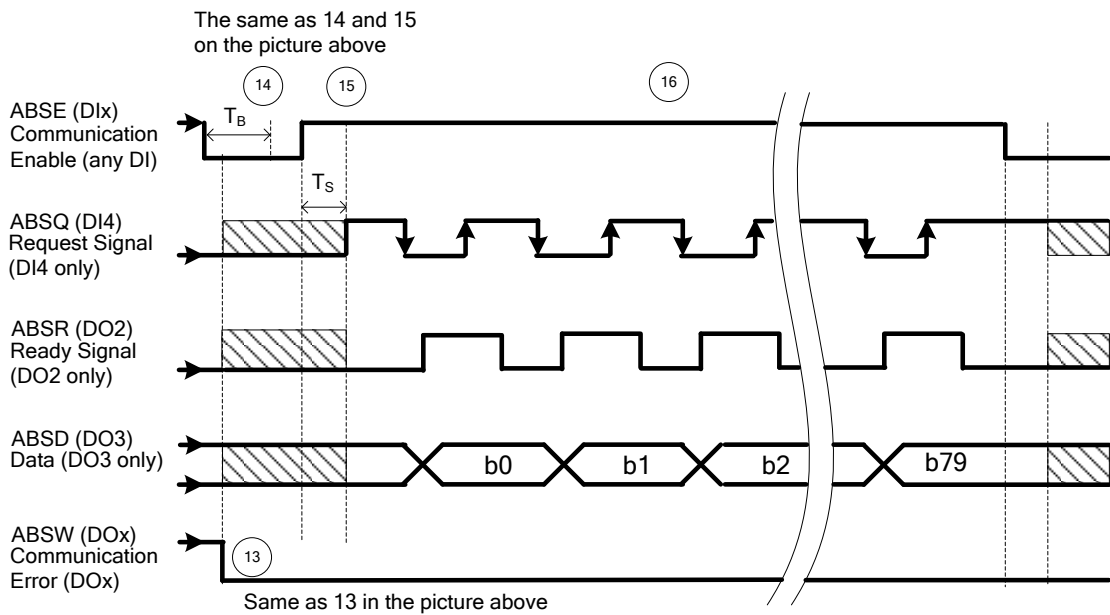 The same as 14 and 15
on the picture above
14
15
16
ABSE (DIx)
Communication
Enable (any DI)
TB
TS
ABSQ (DI4)
Request Signal
(DI4 only)
ABSR (DO2)
Ready Signal
(DO2 only)
ABSD (DO3)
Data (DO3 only)
b0
b1
b2
b79
ABSW (DOx)
Communication
Error (DOx)
13
Same as 13 in the picture above